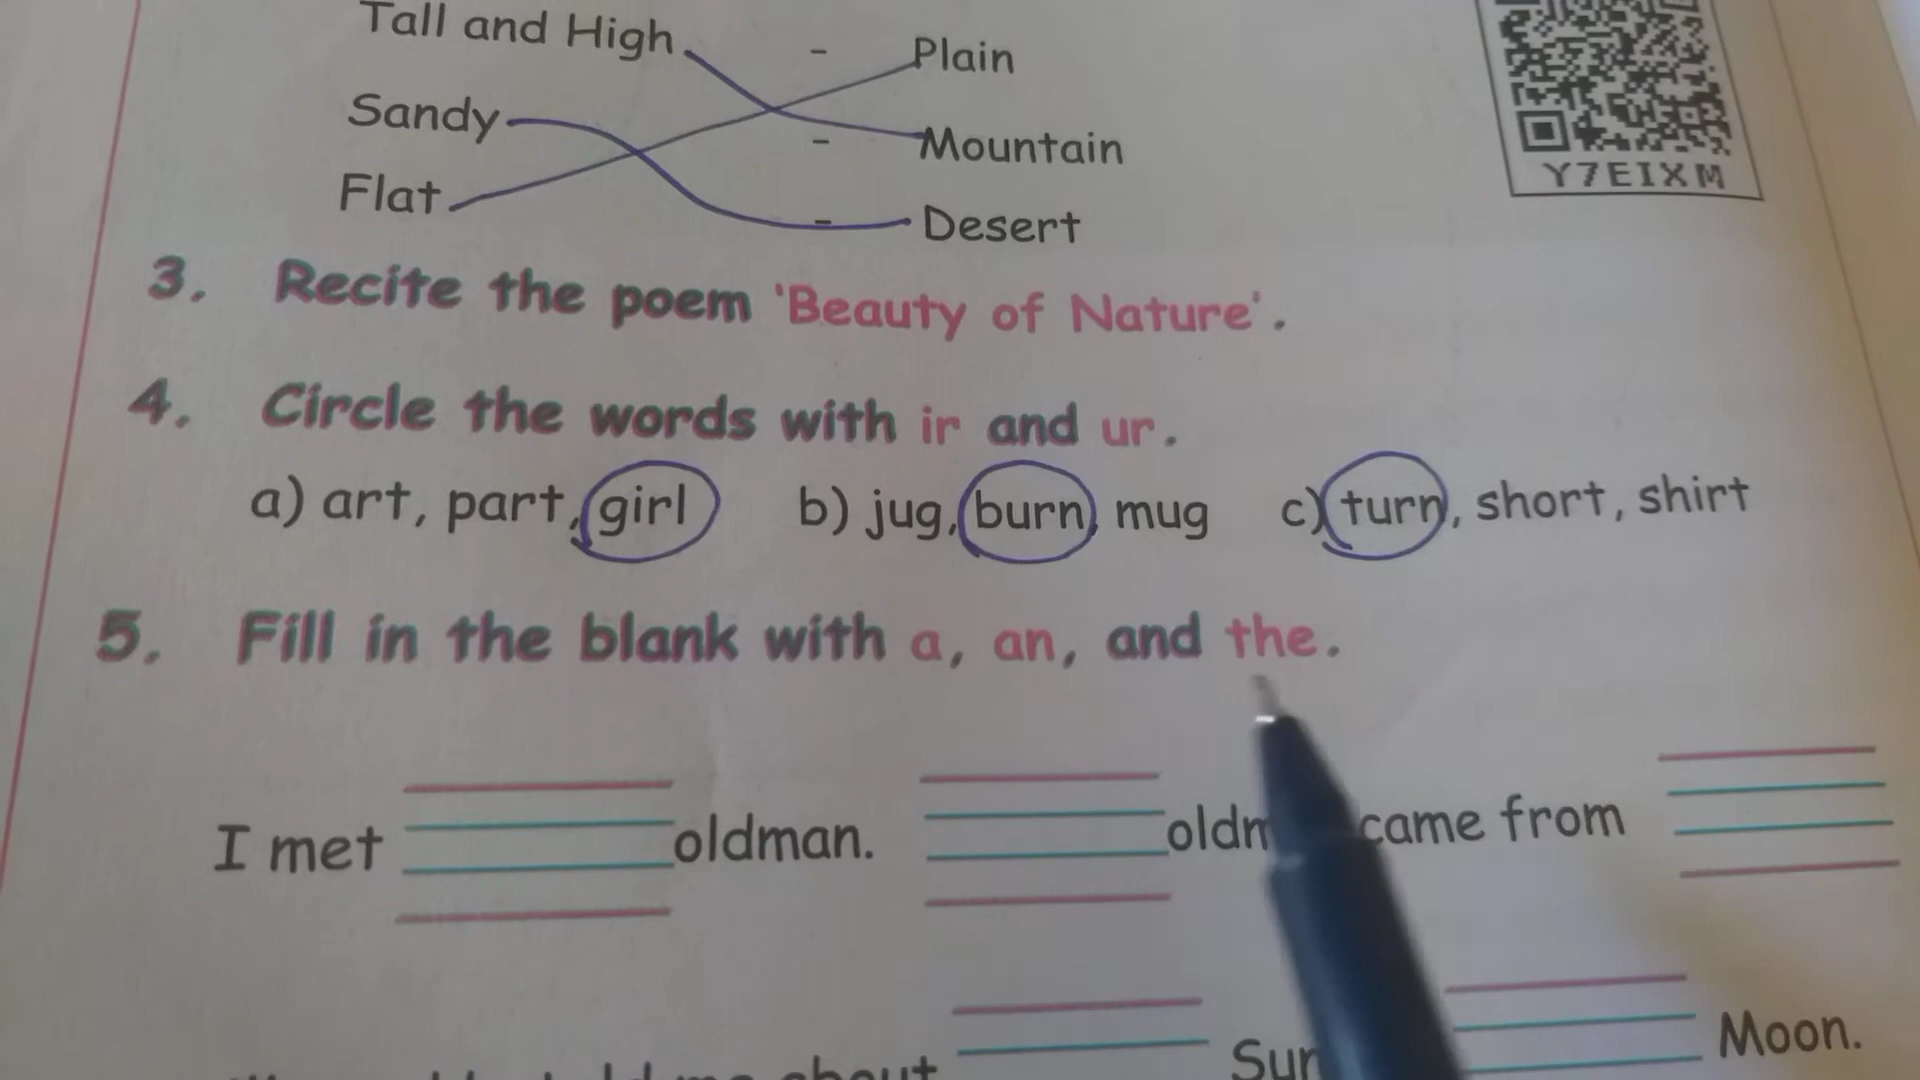 Tall and High - Plain
Sandy - Mountain
Flat - Desert
Y7EIXM
3. Recite the poem 'Beauty of Nature'.
4. Circle the words with ir and ur.
a) art, part, girl b) jug, burn, mug c) turn, short, shirt
5. Fill in the blank with a, an, and the.
I met oldman. came from
me about Moon.